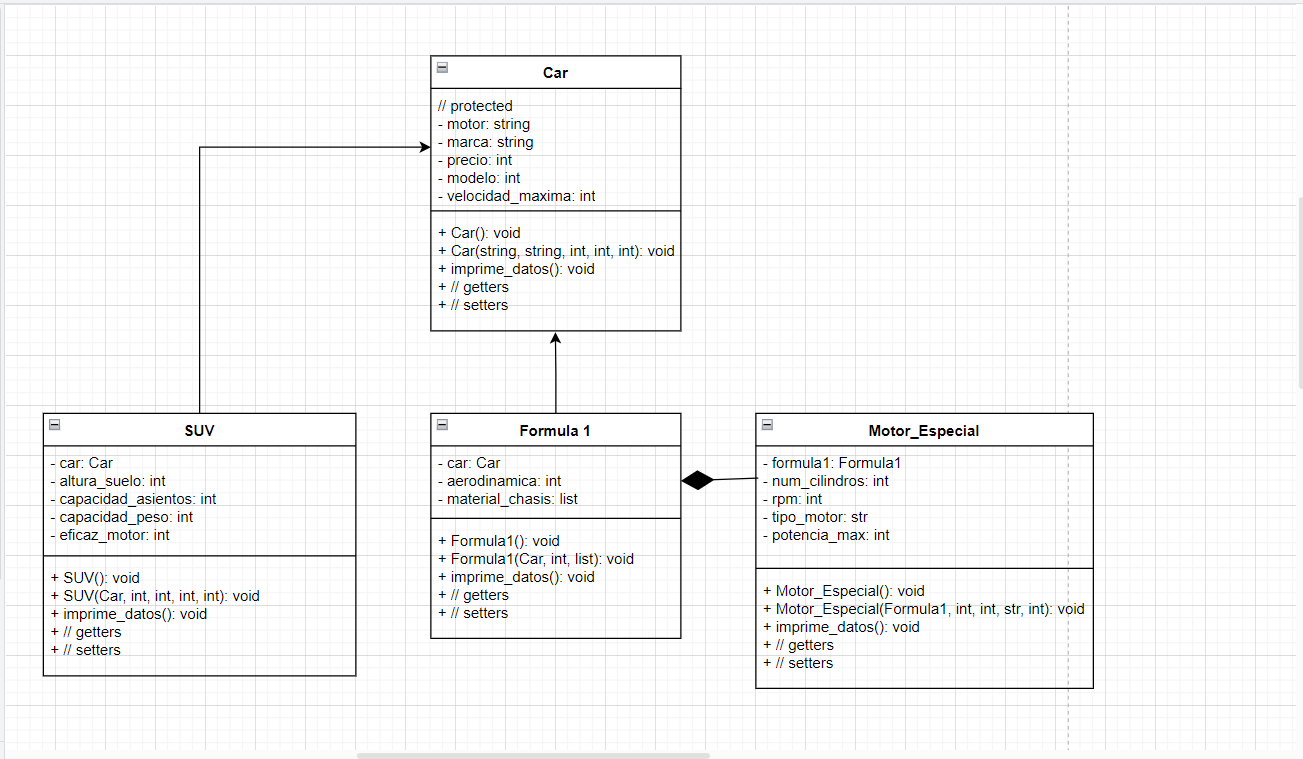 Car
// protected
- motor: string
- marca: string
- precio: int
- modelo: int
- velocidad_maxima: int
+ Car(): void
+ Car(string, string, int, int, int): void
+ imprime_datos(): void
+ // getters
+ // setters
SUV
- car: Car
- altura_suelo: int
- capacidad_asientos: int
- capacidad_peso: int
- eficaz_motor: int
+ SUV(): void
+ SUV(Car, int, int, int, int): void
+ imprime_datos(): void
+ // getters
+ // setters
Formula 1
- car: Car
- aerodinamica: int
- material_chasis: list
+ Formula1(): void
+ Formula1(Car, int, list): void
+ imprime_datos(): void
+ // getters
+ // setters
Motor_Especial
- formula1: Formula1
- num_cilindros: int
- rpm: int
- tipo_motor: str
- potencia_max: int
+ Motor_Especial(): void
+ Motor_Especial(Formula1, int, int, str, int): void
+ imprime_datos(): void
+ // getters
+ // setters